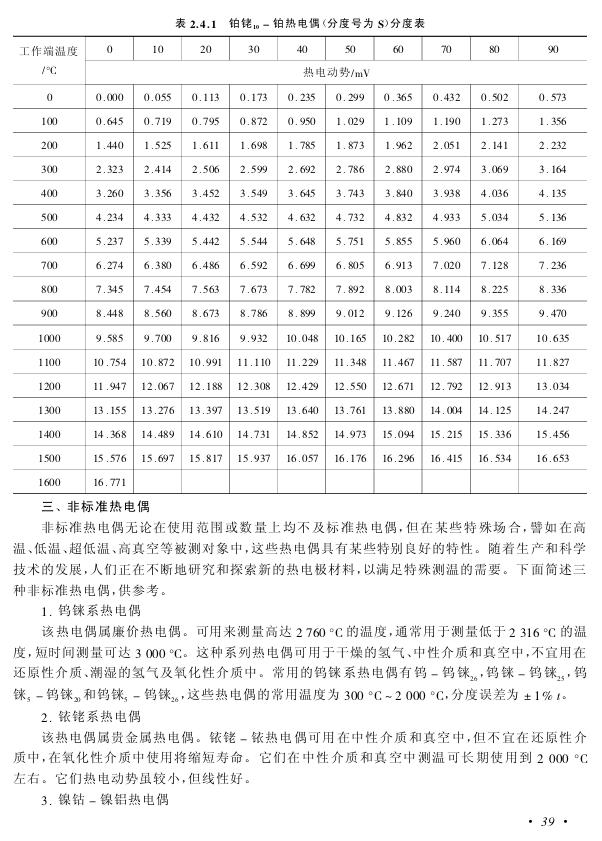 表 2.4.1 铂铑10－铂热电偶(分度号为 S)分度表
工作端温度 0 10 20 30 40 50 60 70 80 90
/°C 热电动势/mV
0 0.000 0.055 0.113 0.173 0.235 0.299 0.365 0.432 0.502 0.573
100 0.645 0.719 0.795 0.872 0.950 1.029 1.109 1.190 1.273 1.356
200 1.440 1.525 1.611 1.698 1.785 1.873 1.962 2.051 2.141 2.232
300 2.323 2.414 2.506 2.599 2.692 2.786 2.880 2.974 3.069 3.164
400 3.260 3.356 3.452 3.549 3.645 3.743 3.840 3.938 4.036 4.135
500 4.234 4.333 4.432 4.532 4.632 4.732 4.832 4.933 5.034 5.136
600 5.237 5.339 5.442 5.544 5.648 5.751 5.855 5.960 6.064 6.169
700 6.274 6.380 6.486 6.592 6.699 6.805 6.913 7.020 7.128 7.236
800 7.345 7.454 7.563 7.673 7.782 7.892 8.003 8.114 8.225 8.336
900 8.448 8.560 8.673 8.786 8.899 9.012 9.126 9.240 9.355 9.470
1000 9.585 9.700 9.816 9.932 10.048 10.165 10.282 10.400 10.517 10.635
1100 10.754 10.872 10.991 11.110 11.229 11.348 11.467 11.587 11.707 11.827
1200 11.947 12.067 12.188 12.308 12.429 12.550 12.671 12.792 12.913 13.034
1300 13.155 13.276 13.397 13.519 13.640 13.761 13.880 14.004 14.125 14.247
1400 14.368 14.489 14.610 14.731 14.852 14.973 15.094 15.215 15.336 15.456
1500 15.576 15.697 15.817 15.937 16.057 16.176 16.296 16.415 16.534 16.653
1600 16.771
三、非标准热电偶
非标准热电偶无论在使用范围或数量上均不及标准热电偶,但在某些特殊场合,譬如在高
温、低温、超低温、高真空等被测对象中,这些热电偶具有某些特别良好的特性。随着生产和科学
技术的发展,人们正在不断地研究和探索新的热电极材料,以满足特殊测温的需要。下面简述三
种非标准热电偶,供参考。
1. 钨铼系热电偶
该热电偶属廉价热电偶。可用来测量高达 2 760 °C 的温度,通常用于测量低于 2 316 °C 的温
度,短时间测量可达 3 000 °C。这种系列热电偶可用于干燥的氢气、中性介质和真空中,不宜用在
还原性介质、潮湿的氢气及氧化性介质中。常用的钨铼系热电偶有钨－钨铼26,钨铼－钨铼25,钨
铼5－钨铼20和钨铼5－钨铼26,这些热电偶的常用温度为 300 °C～2 000 °C,分度误差为 ±1% t。
2. 铱铑系热电偶
该热电偶属贵金属热电偶。铱铑－铱热电偶可用在中性介质和真空中,但不宜在还原性介
质中,在氧化性介质中使用将缩短寿命。它们在中性介质和真空中测温可长期使用到 2 000 °C
左右。它们热电动势虽较小,但线性好。
3. 镍钴－镍铝热电偶
· 39 ·